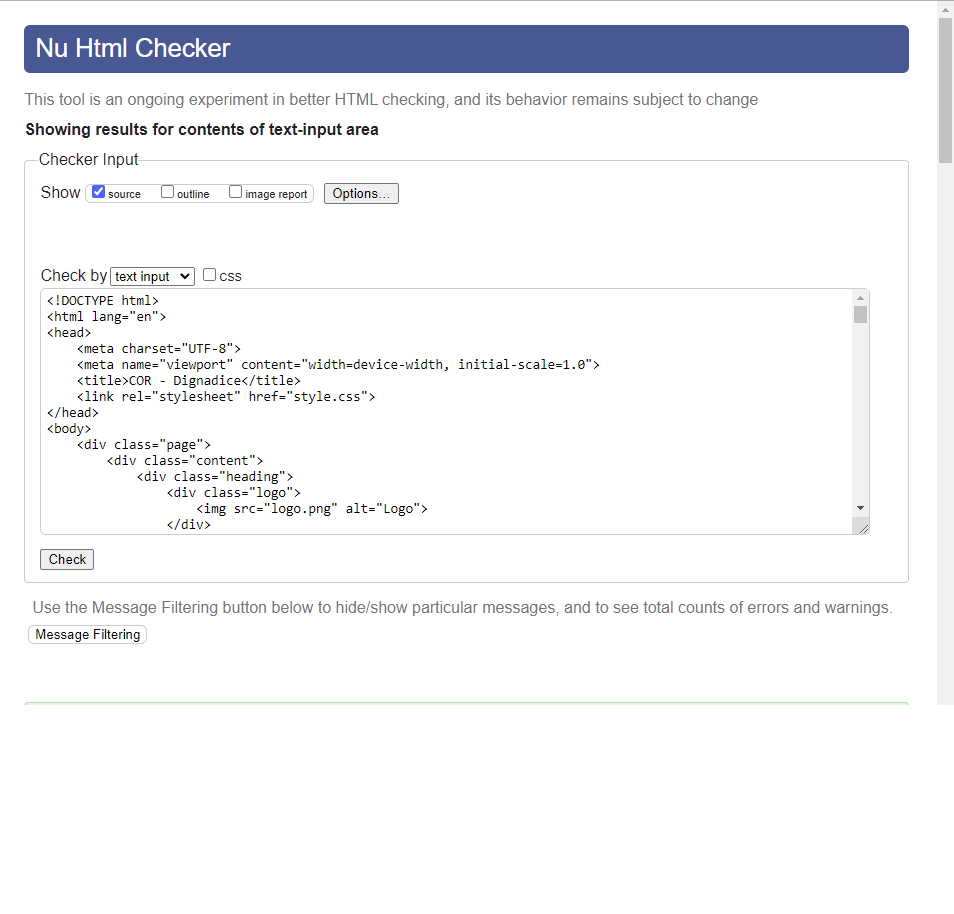 Nu Html Checker
This tool is an ongoing experiment in better HTML checking, and its behavior remains subject to change
Showing results for contents of text-input area
Checker Input
Show source outline image report Options...
Check by text input css
<!DOCTYPE html>
<html lang="en">
<head>
    <meta charset="UTF-8">
    <meta name="viewport" content="width=device-width, initial-scale=1.0">
    <title>COR - Dignadice</title>
    <link rel="stylesheet" href="style.css">
</head>
<body>
    <div class="page">
        <div class="content">
            <div class="heading">
                <div class="logo">
                    <img src="logo.png" alt="Logo">
                </div>
Check
Use the Message Filtering button below to hide/show particular messages, and to see total counts of errors and warnings.
Message Filtering